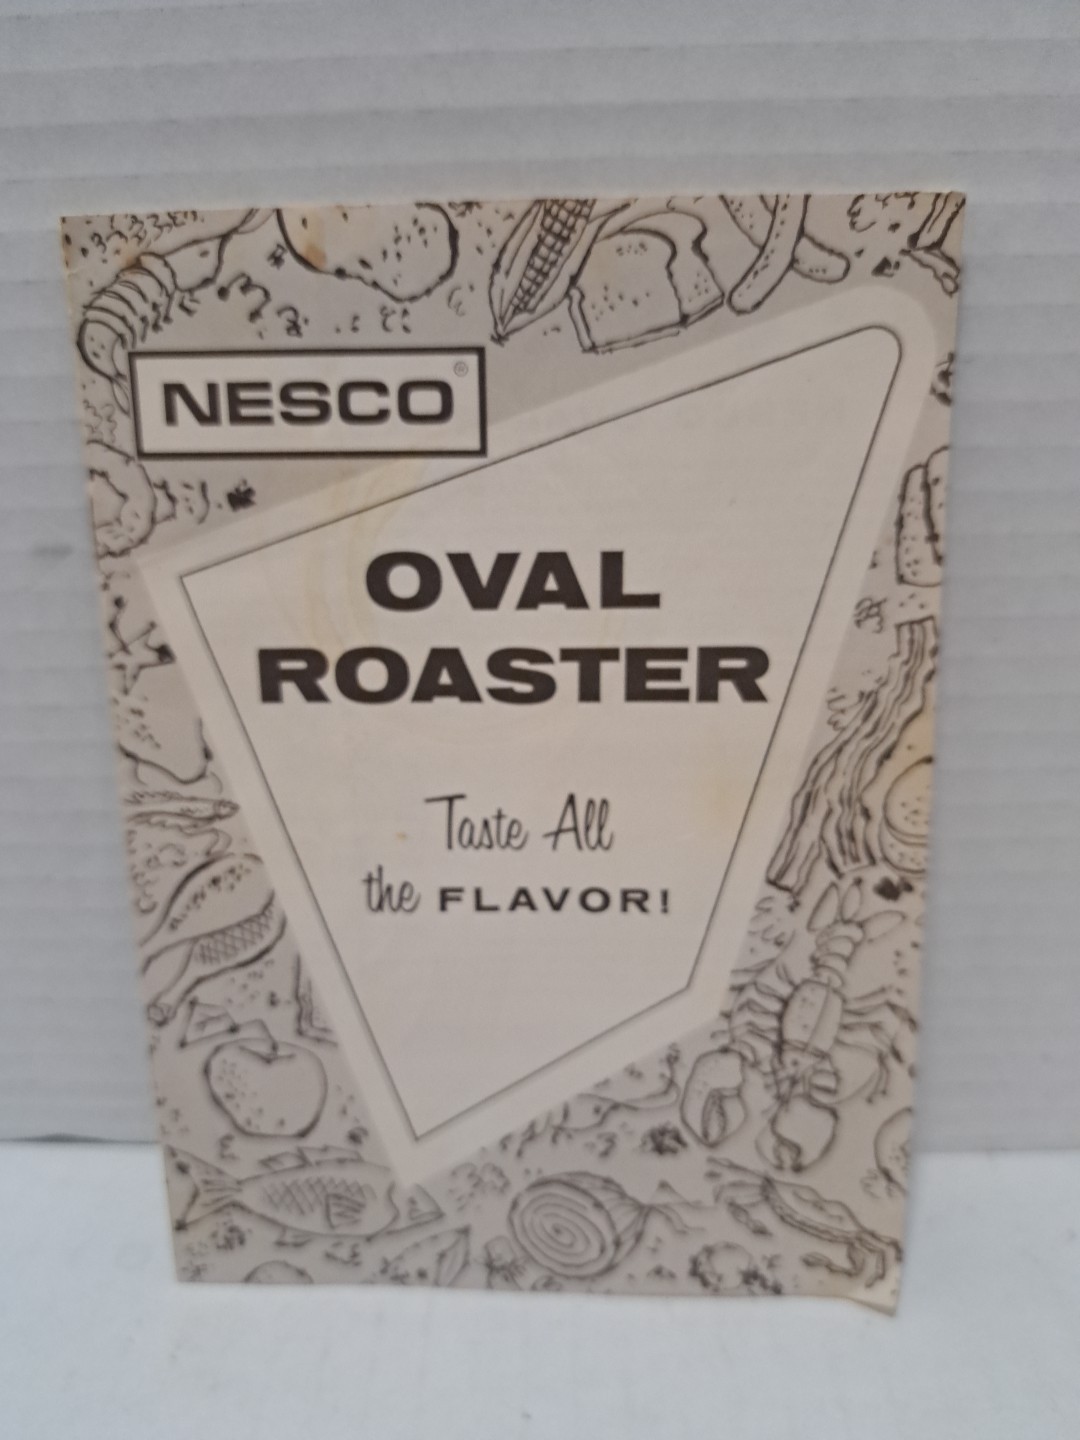 NESCO®
OVAL
ROASTER
Taste All
the FLAVOR!